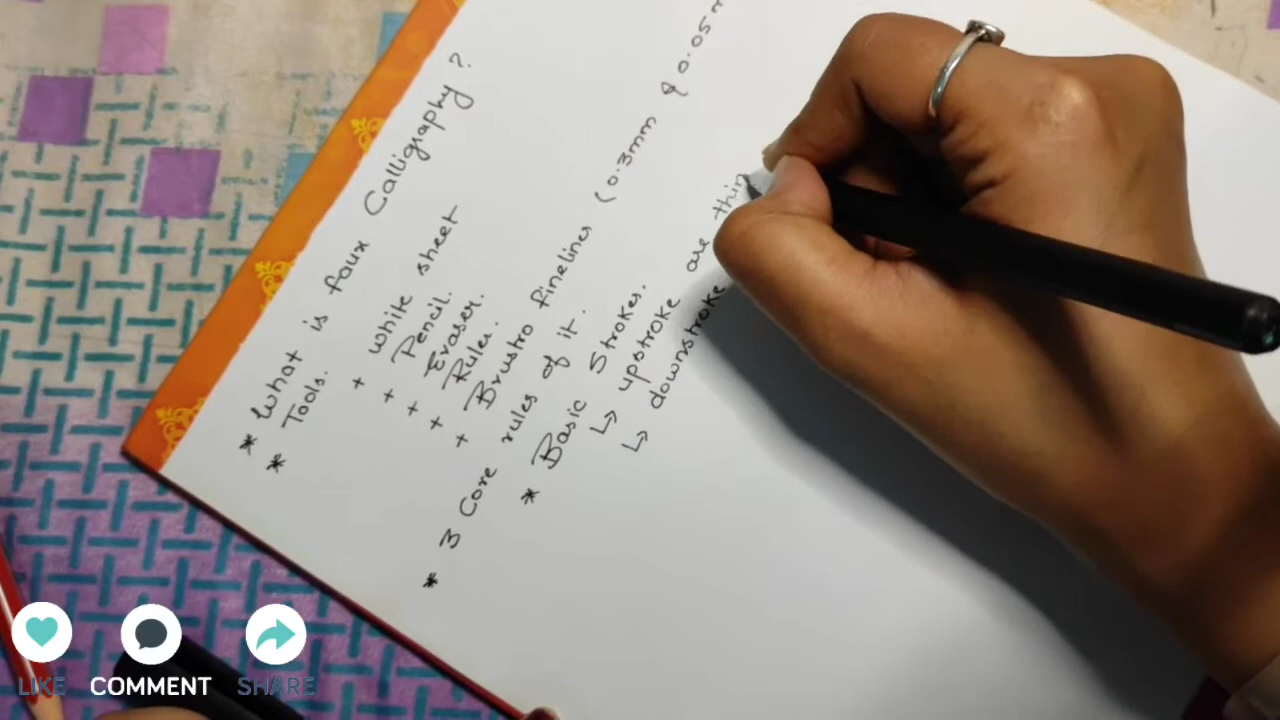 * What is faux Calligraphy?
* Tools.
+ White sheet
+ Pencil.
+ Eraser.
+ Ruler.
+ Brustro fineliner (0.3mm & 0.05m
* 3 Core rules of it.
* Basic Strokes.
↳ upstroke are thin
↳ downstroke
LIKE COMMENT SHARE